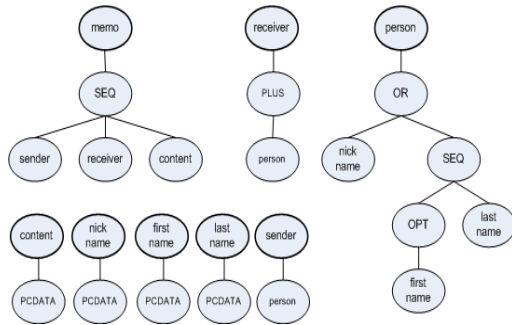 memo
receiver
person
SEQ
PLUS
OR
sender
receiver
content
person
nick
name
SEQ
OPT
last
name
first
name
content
nick
name
first
name
last
name
sender
PCDATA
PCDATA
PCDATA
PCDATA
person